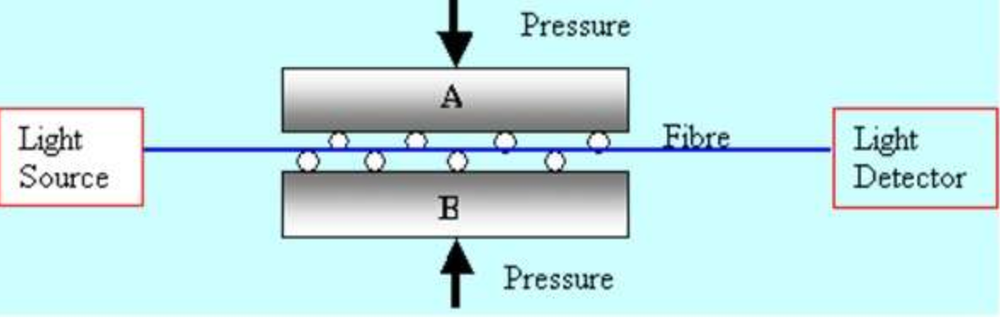 Pressure
A
Light
Source
Fibre
Light
Detector
B
Pressure